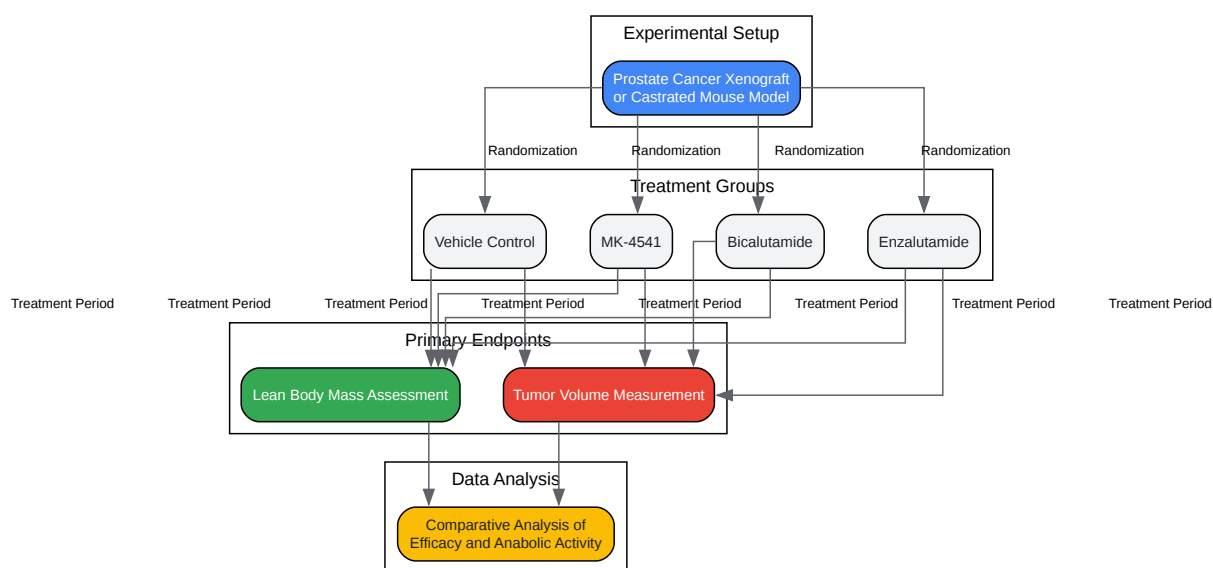 Experimental Setup
Prostate Cancer Xenograft
or Castrated Mouse Model
Randomization
Randomization
Randomization
Randomization
Treatment Groups
Vehicle Control
MK-4541
Bicalutamide
Enzalutamide
Treatment Period
Treatment Period
Treatment Period
Treatment Period
Treatment Period
Treatment Period
Treatment Period
Treatment Period
Primary Endpoints
Lean Body Mass Assessment
Tumor Volume Measurement
Data Analysis
Comparative Analysis of
Efficacy and Anabolic Activity